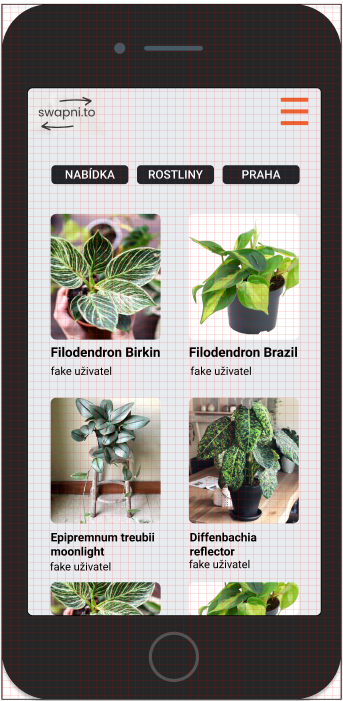 swapni.to
NABÍDKA
ROSTLINY
PRAHA
Filodendron Birkin
fake uživatel
Filodendron Brazil
fake uživatel
Epipremnum treubii
moonlight
fake uživatel
Diffenbachia
reflector
fake uživatel